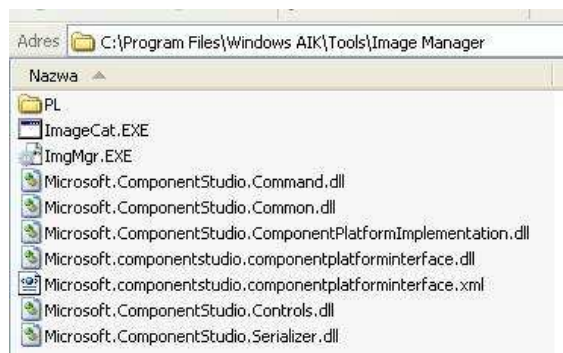 Adres C:\Program Files\Windows AIK\Tools\Image Manager
Nazwa
PL
ImageCat.EXE
ImgMgr.EXE
Microsoft.ComponentStudio.Command.dll
Microsoft.ComponentStudio.Common.dll
Microsoft.ComponentStudio.ComponentPlatformImplementation.dll
Microsoft.componentstudio.componentplatforminterface.dll
Microsoft.componentstudio.componentplatforminterface.xml
Microsoft.ComponentStudio.Controls.dll
Microsoft.ComponentStudio.Serializer.dll